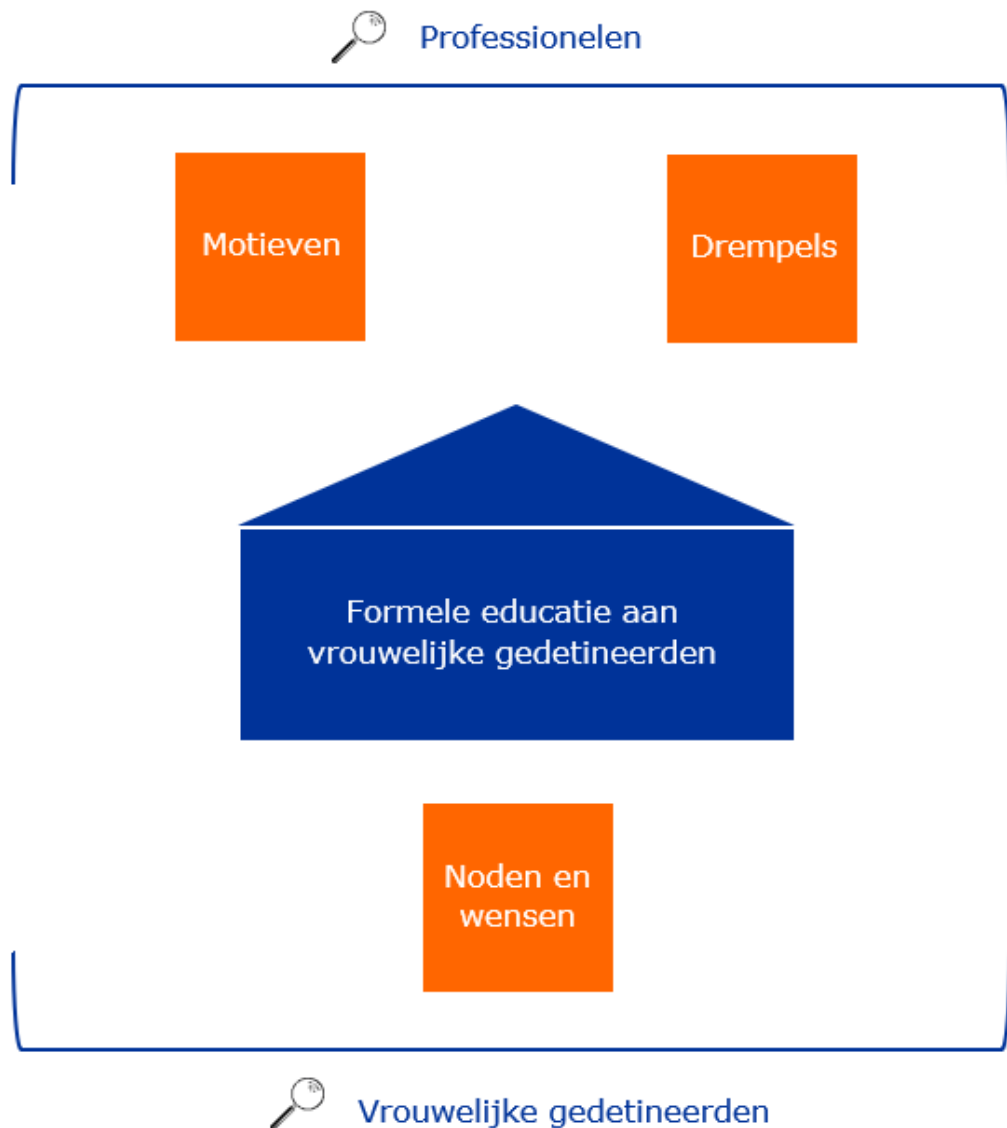 Professionelen
Motieven
Drempels
Formele educatie aan
vrouwelijke gedetineerden
Noden en
wensen
Vrouwelijke gedetineerden